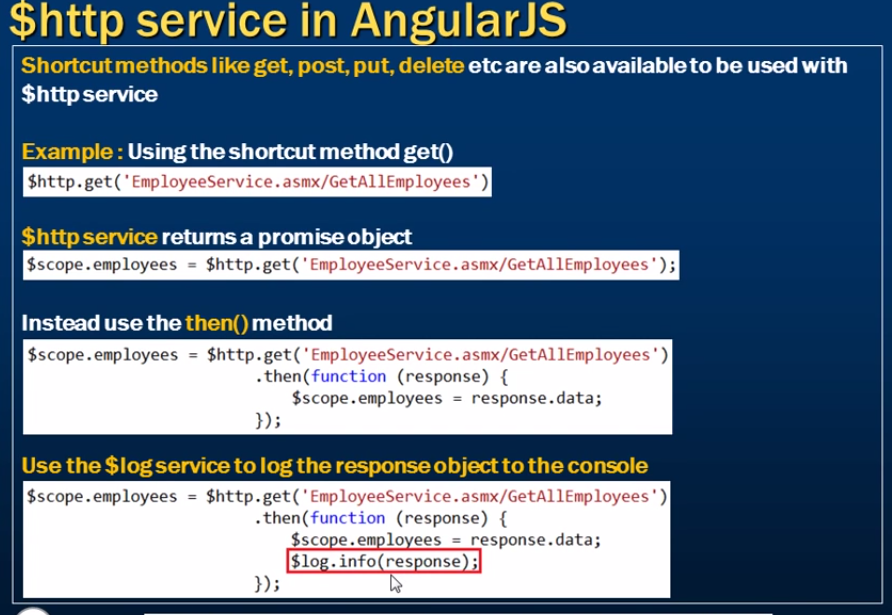 $http service in AngularJS
Shortcut methods like get, post, put, delete etc are also available to be used with
$http service
Example : Using the shortcut method get()
$http.get('EmployeeService.asmx/GetAllEmployees')
$http service returns a promise object
$scope.employees = $http.get('EmployeeService.asmx/GetAllEmployees');
Instead use the then() method
$scope.employees = $http.get('EmployeeService.asmx/GetAllEmployees')
.then(function (response) {
$scope.employees = response.data;
});
Use the $log service to log the response object to the console
$scope.employees = $http.get('EmployeeService.asmx/GetAllEmployees')
.then(function (response) {
$scope.employees = response.data;
$log.info(response);
});